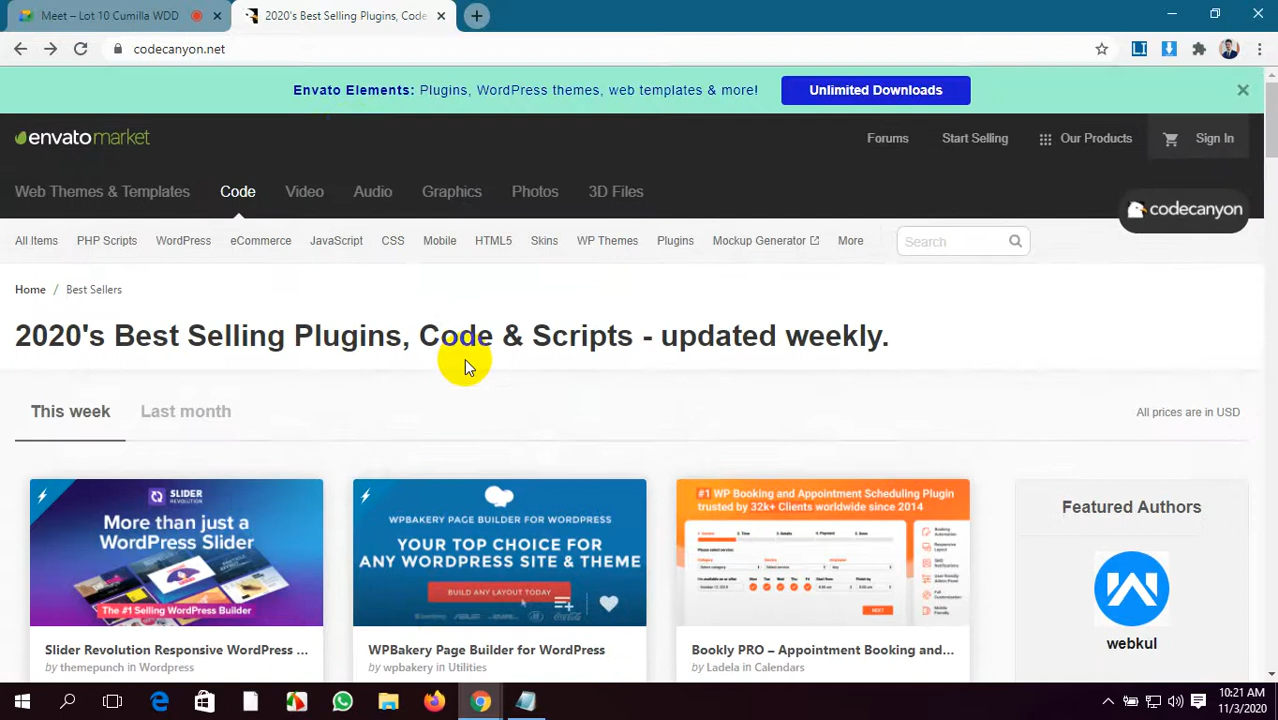 Meet – Lot 10 Cumilla WDD
2020's Best Selling Plugins, Code
codecanyon.net
Envato Elements: Plugins, WordPress themes, web templates & more!
Unlimited Downloads
envatomarket
Forums
Start Selling
Our Products
Sign In
Web Themes & Templates
Code
Video
Audio
Graphics
Photos
3D Files
codecanyon
All Items
PHP Scripts
WordPress
eCommerce
JavaScript
CSS
Mobile
HTML5
Skins
WP Themes
Plugins
Mockup Generator
More
Search
Home / Best Sellers
2020's Best Selling Plugins, Code & Scripts - updated weekly.
This week
Last month
All prices are in USD
SLIDER
REVOLUTION
More than just a
WordPress Slider
The #1 Selling WordPress Builder
Slider Revolution Responsive WordPress ...
by themepunch in Wordpress
WPBAKERY PAGE BUILDER FOR WORDPRESS
YOUR TOP CHOICE FOR
ANY WORDPRESS SITE & THEME
BUILD ANY LAYOUT TODAY
WPBakery Page Builder for WordPress
by wpbakery in Utilities
#1 WP Booking and Appointment Scheduling Plugin
trusted by 32k+ Clients worldwide since 2014
NEXT
Bookly PRO – Appointment Booking and...
by Ladela in Calendars
Featured Authors
webkul
10:21 AM
11/3/2020